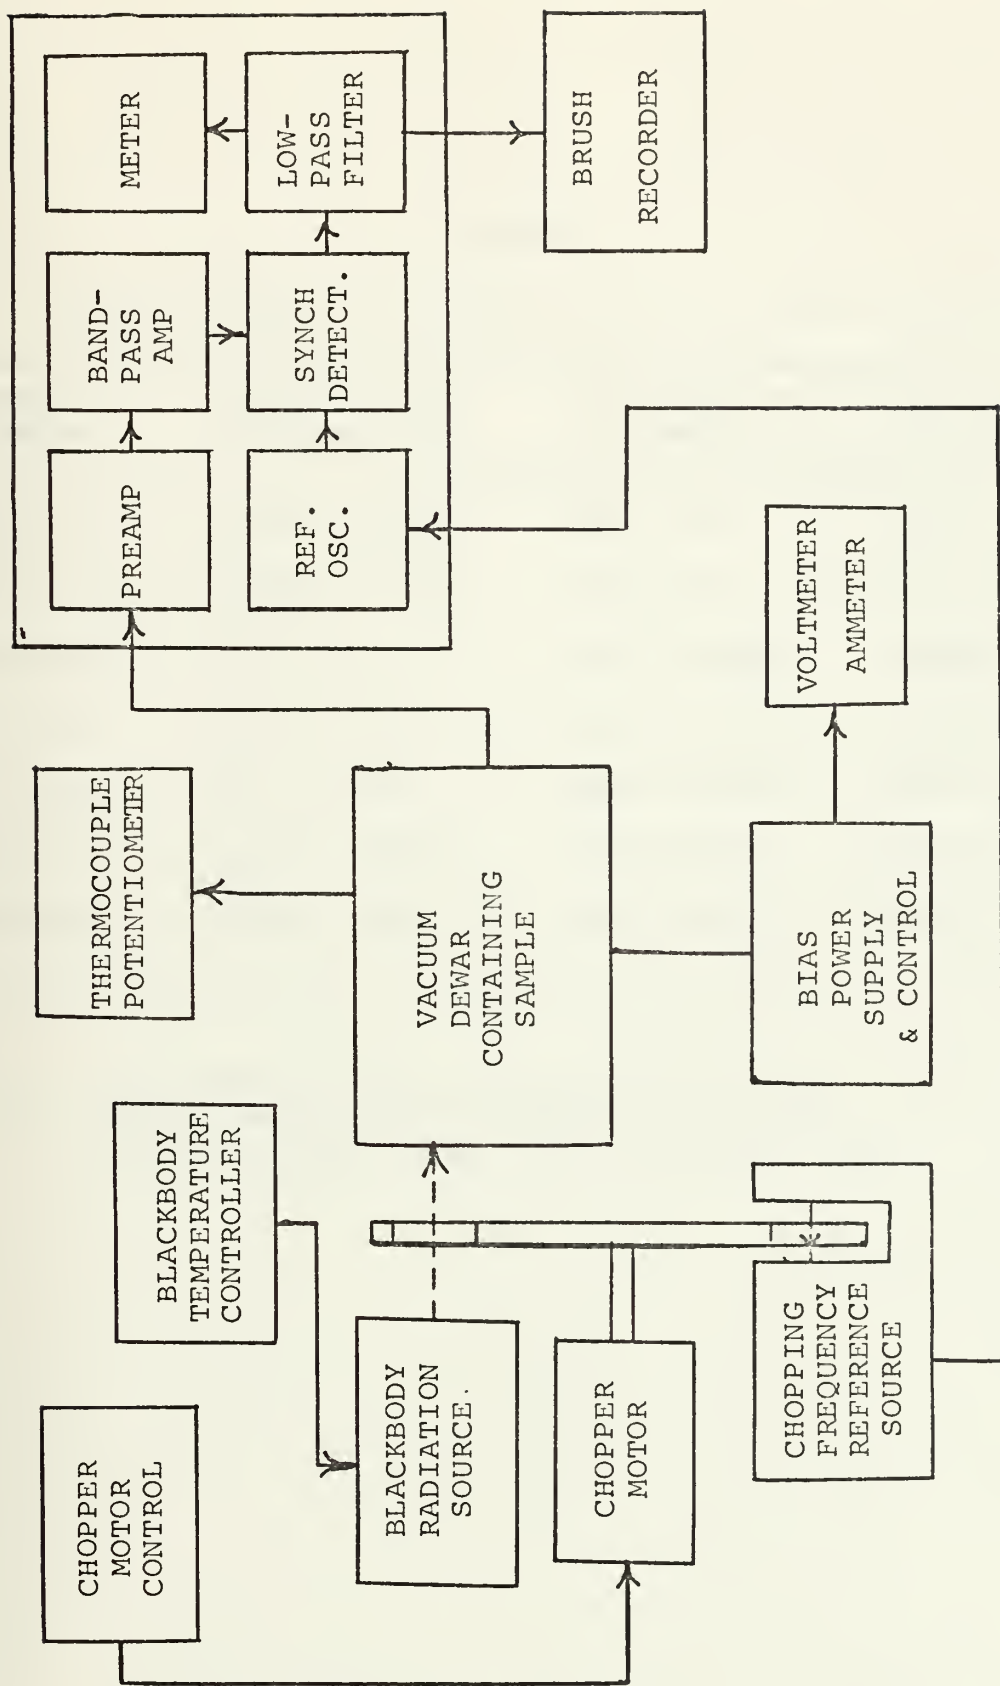 CHOPPER
MOTOR
CONTROL
BLACKBODY
TEMPERATURE
CONTROLLER
THERMOCOUPLE
POTENTIOMETER
PREAMP
BAND-
PASS
AMP
METER
REF.
OSC.
SYNCH
DETECT.
LOW-
PASS
FILTER
BLACKBODY
RADIATION
SOURCE.
VACUUM
DEWAR
CONTAINING
SAMPLE
BRUSH
RECORDER
CHOPPER
MOTOR
CHOPPING
FREQUENCY
REFERENCE
SOURCE
BIAS
POWER
SUPPLY
& CONTROL
VOLTMETER
AMMETER